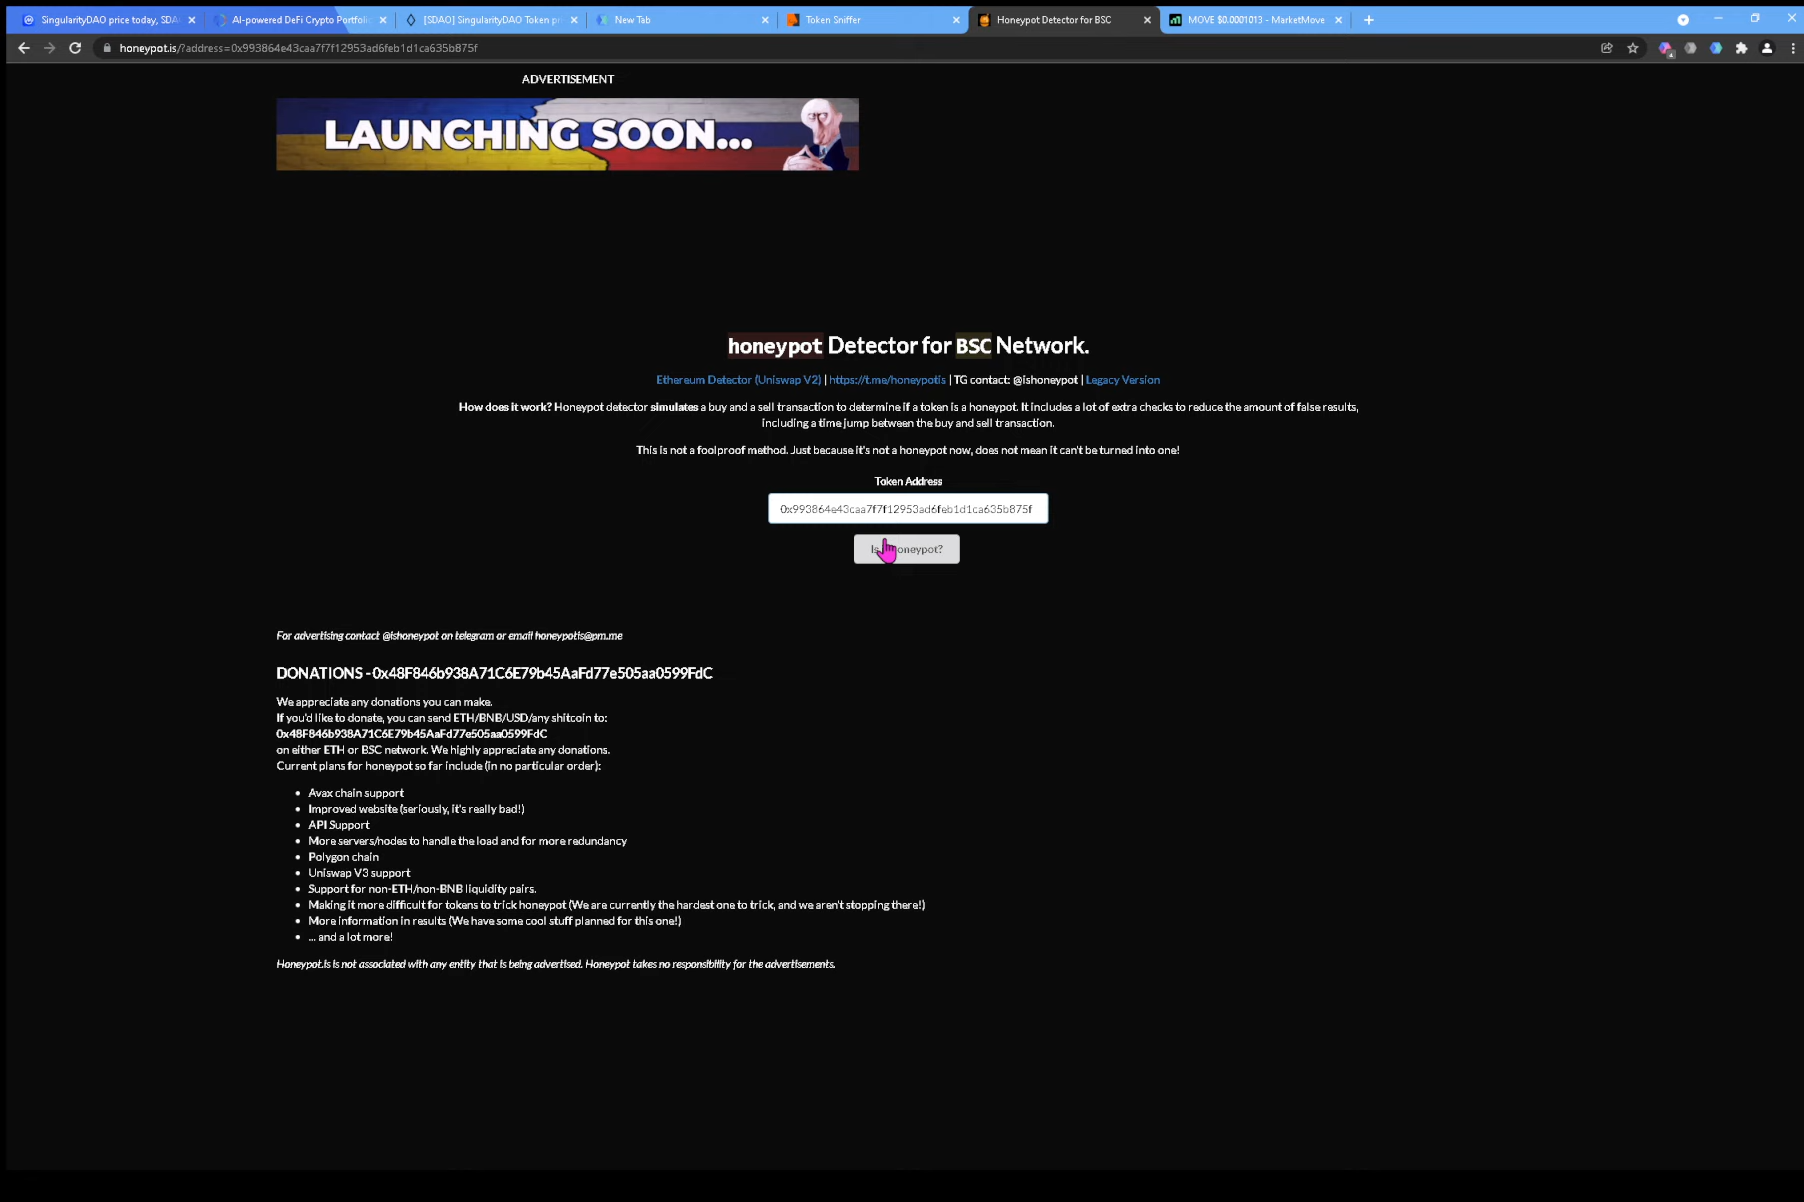 SingularityDAO price today, SDA
AI-powered DeFi Crypto Portfolio
[SDAO] SingularityDAO Token pr
New Tab
Token Sniffer
Honeypot Detector for BSC
MOVE $0.0001013 - MarketMove
honeypot.is/?address=0x993864e43caa7f7f12953ad6feb1d1ca635b875f
ADVERTISEMENT
LAUNCHING SOON...
honeypot Detector for BSC Network.
Ethereum Detector (Uniswap V2) | https://t.me/honeypotis | TG contact: @ishoneypot | Legacy Version
How does it work? Honeypot detector simulates a buy and a sell transaction to determine if a token is a honeypot. It includes a lot of extra checks to reduce the amount of false results,
including a time jump between the buy and sell transaction.
This is not a foolproof method. Just because it's not a honeypot now, does not mean it can't be turned into one!
Token Address
0x993864e43caa7f7f12953ad6feb1d1ca635b875f
Is honeypot?
For advertising contact @ishoneypot on telegram or email honeypotis@pm.me
DONATIONS - 0x48F846b938A71C6E79b45AaFd77e505aa0599FdC
We appreciate any donations you can make.
If you'd like to donate, you can send ETH/BNB/USD/any shitcoin to:
0x48F846b938A71C6E79b45AaFd77e505aa0599FdC
on either ETH or BSC network. We highly appreciate any donations.
Current plans for honeypot so far include (in no particular order):
• Avax chain support
• Improved website (seriously, it's really bad!)
• API Support
• More servers/nodes to handle the load and for more redundancy
• Polygon chain
• Uniswap V3 support
• Support for non-ETH/non-BNB liquidity pairs.
• Making it more difficult for tokens to trick honeypot (We are currently the hardest one to trick, and we aren't stopping there!)
• More information in results (We have some cool stuff planned for this one!)
• ... and a lot more!
Honeypot.is is not associated with any entity that is being advertised. Honeypot takes no responsibility for the advertisements.